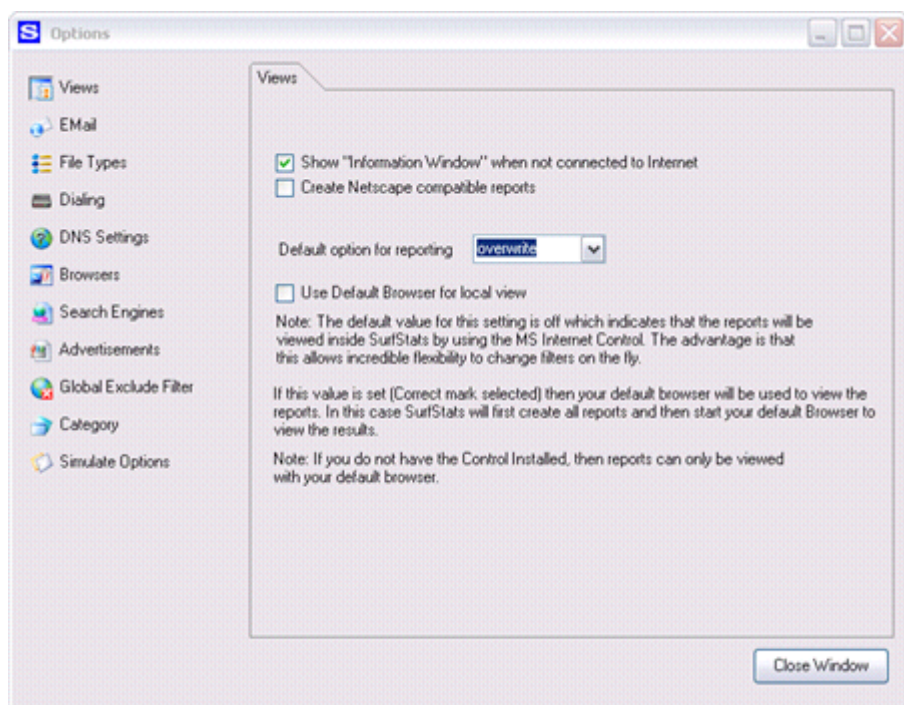 S Options
Views
EMail
File Types
Dialing
DNS Settings
Browsers
Search Engines
Advertisements
Global Exclude Filter
Category
Simulate Options
Views
Show "Information Window" when not connected to Internet
Create Netscape compatible reports
Default option for reporting overwrite
Use Default Browser for local view
Note: The default value for this setting is off which indicates that the reports will be
viewed inside SurfStats by using the MS Internet Control. The advantage is that
this allows incredible flexibility to change filters on the fly.
If this value is set (Correct mark selected) then your default browser will be used to view the
reports. In this case SurfStats will first create all reports and then start your default Browser to
view the results.
Note: If you do not have the Control Installed, then reports can only be viewed
with your default browser.
Close Window